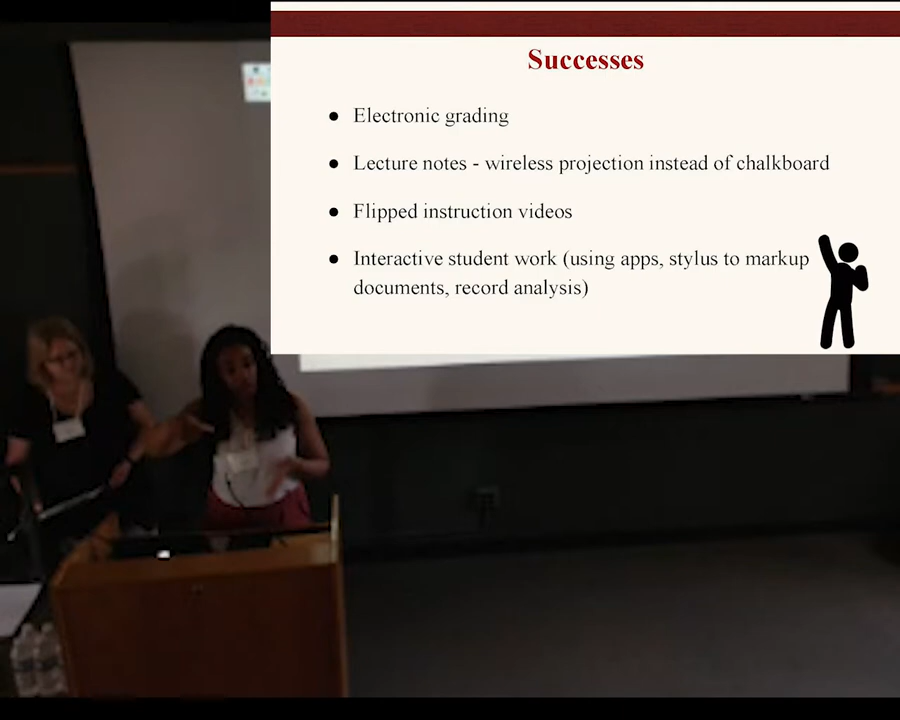 Successes
● Electronic grading
● Lecture notes - wireless projection instead of chalkboard
● Flipped instruction videos
● Interactive student work (using apps, stylus to markup
documents, record analysis)